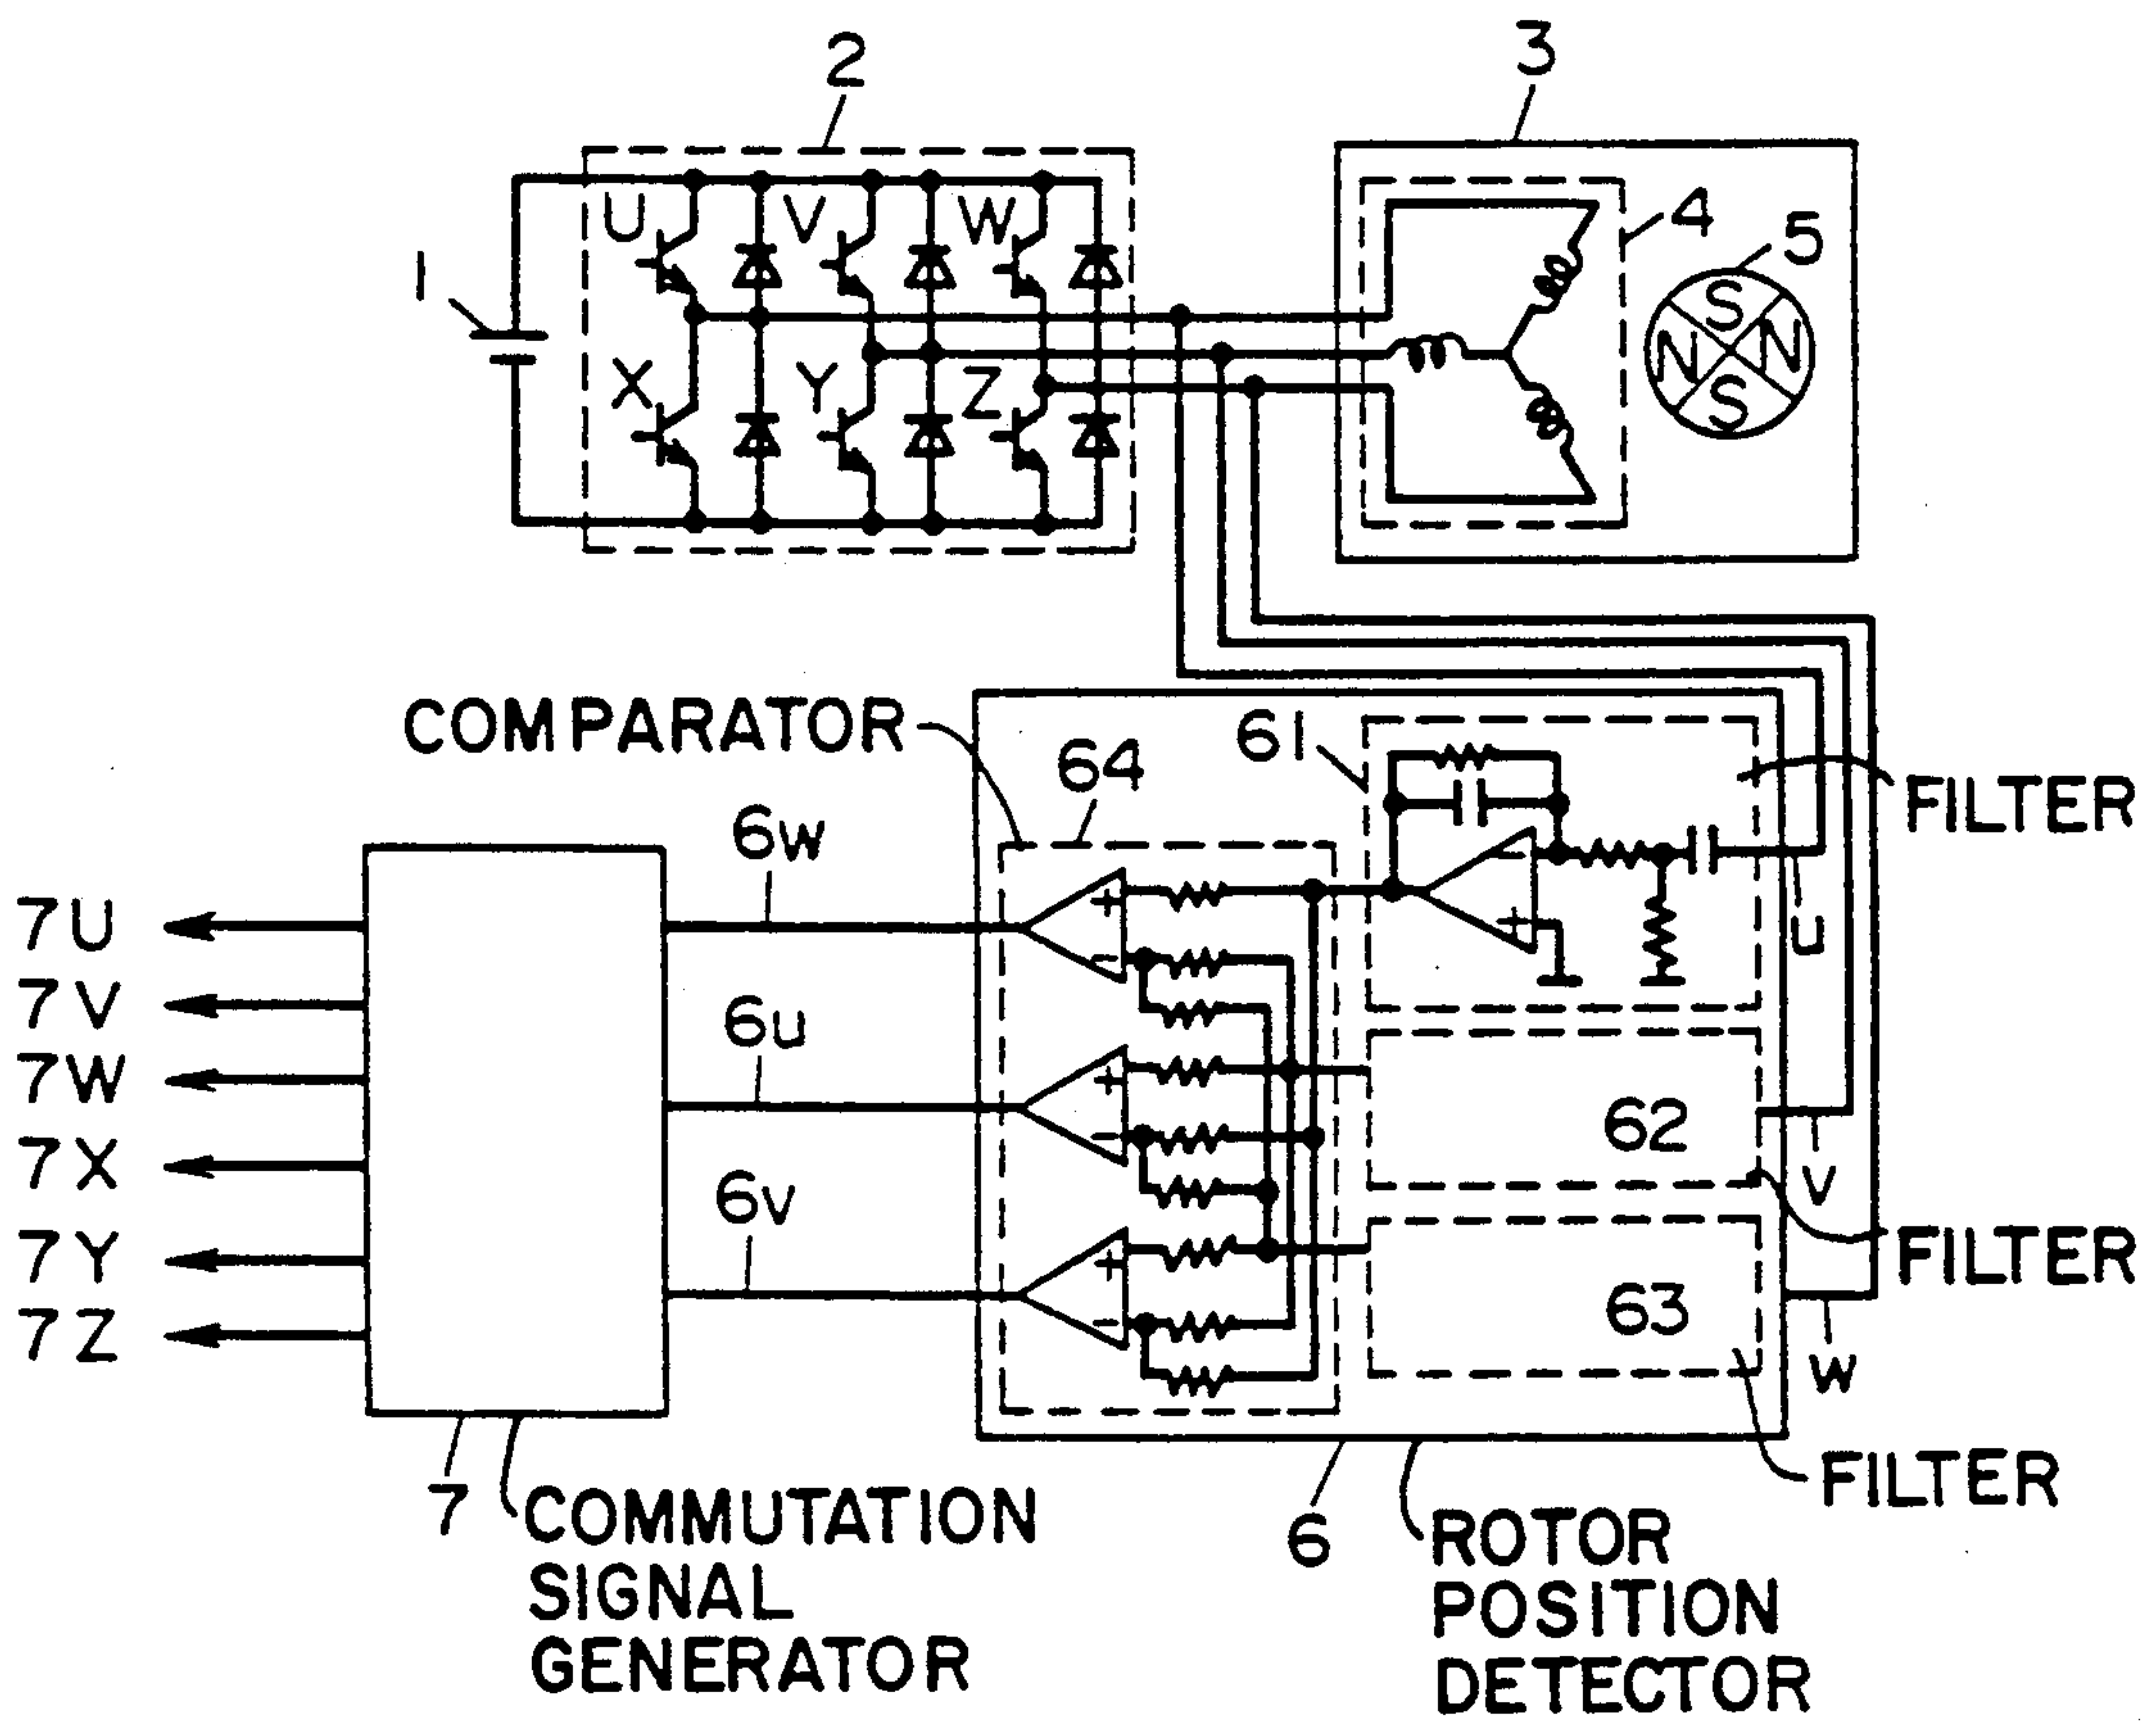 2
3
1
U
V
W
X
Y
Z
4
5
S
N
N
S
COMPARATOR
64
61
FILTER
6w
+
−
−
+
u
7U
7V
7W
7X
7Y
7Z
6u
+
−
62
v
FILTER
6v
+
−
63
w
FILTER
7
COMMUTATION
SIGNAL
GENERATOR
6
ROTOR
POSITION
DETECTOR